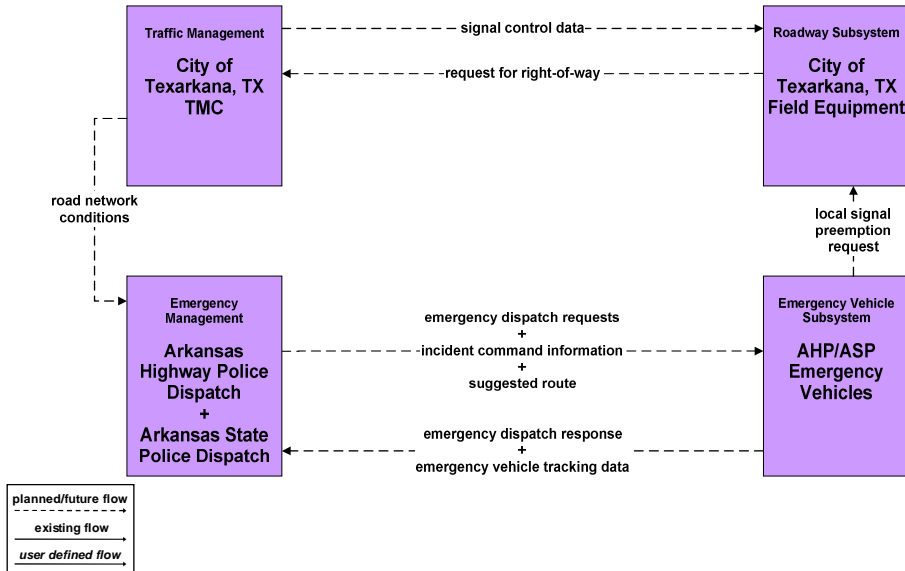 Traffic Management
City of
Texarkana, TX
TMC
signal control data
request for right-of-way
Roadway Subsystem
City of
Texarkana, TX
Field Equipment
road network
conditions
local signal
preemption
request
Emergency
Management
Arkansas
Highway Police
Dispatch
+
Arkansas State
Police Dispatch
emergency dispatch requests
+
incident command information
+
suggested route
emergency dispatch response
+
emergency vehicle tracking data
Emergency Vehicle
Subsystem
AHP/ASP
Emergency
Vehicles
planned/future flow
existing flow
user defined flow